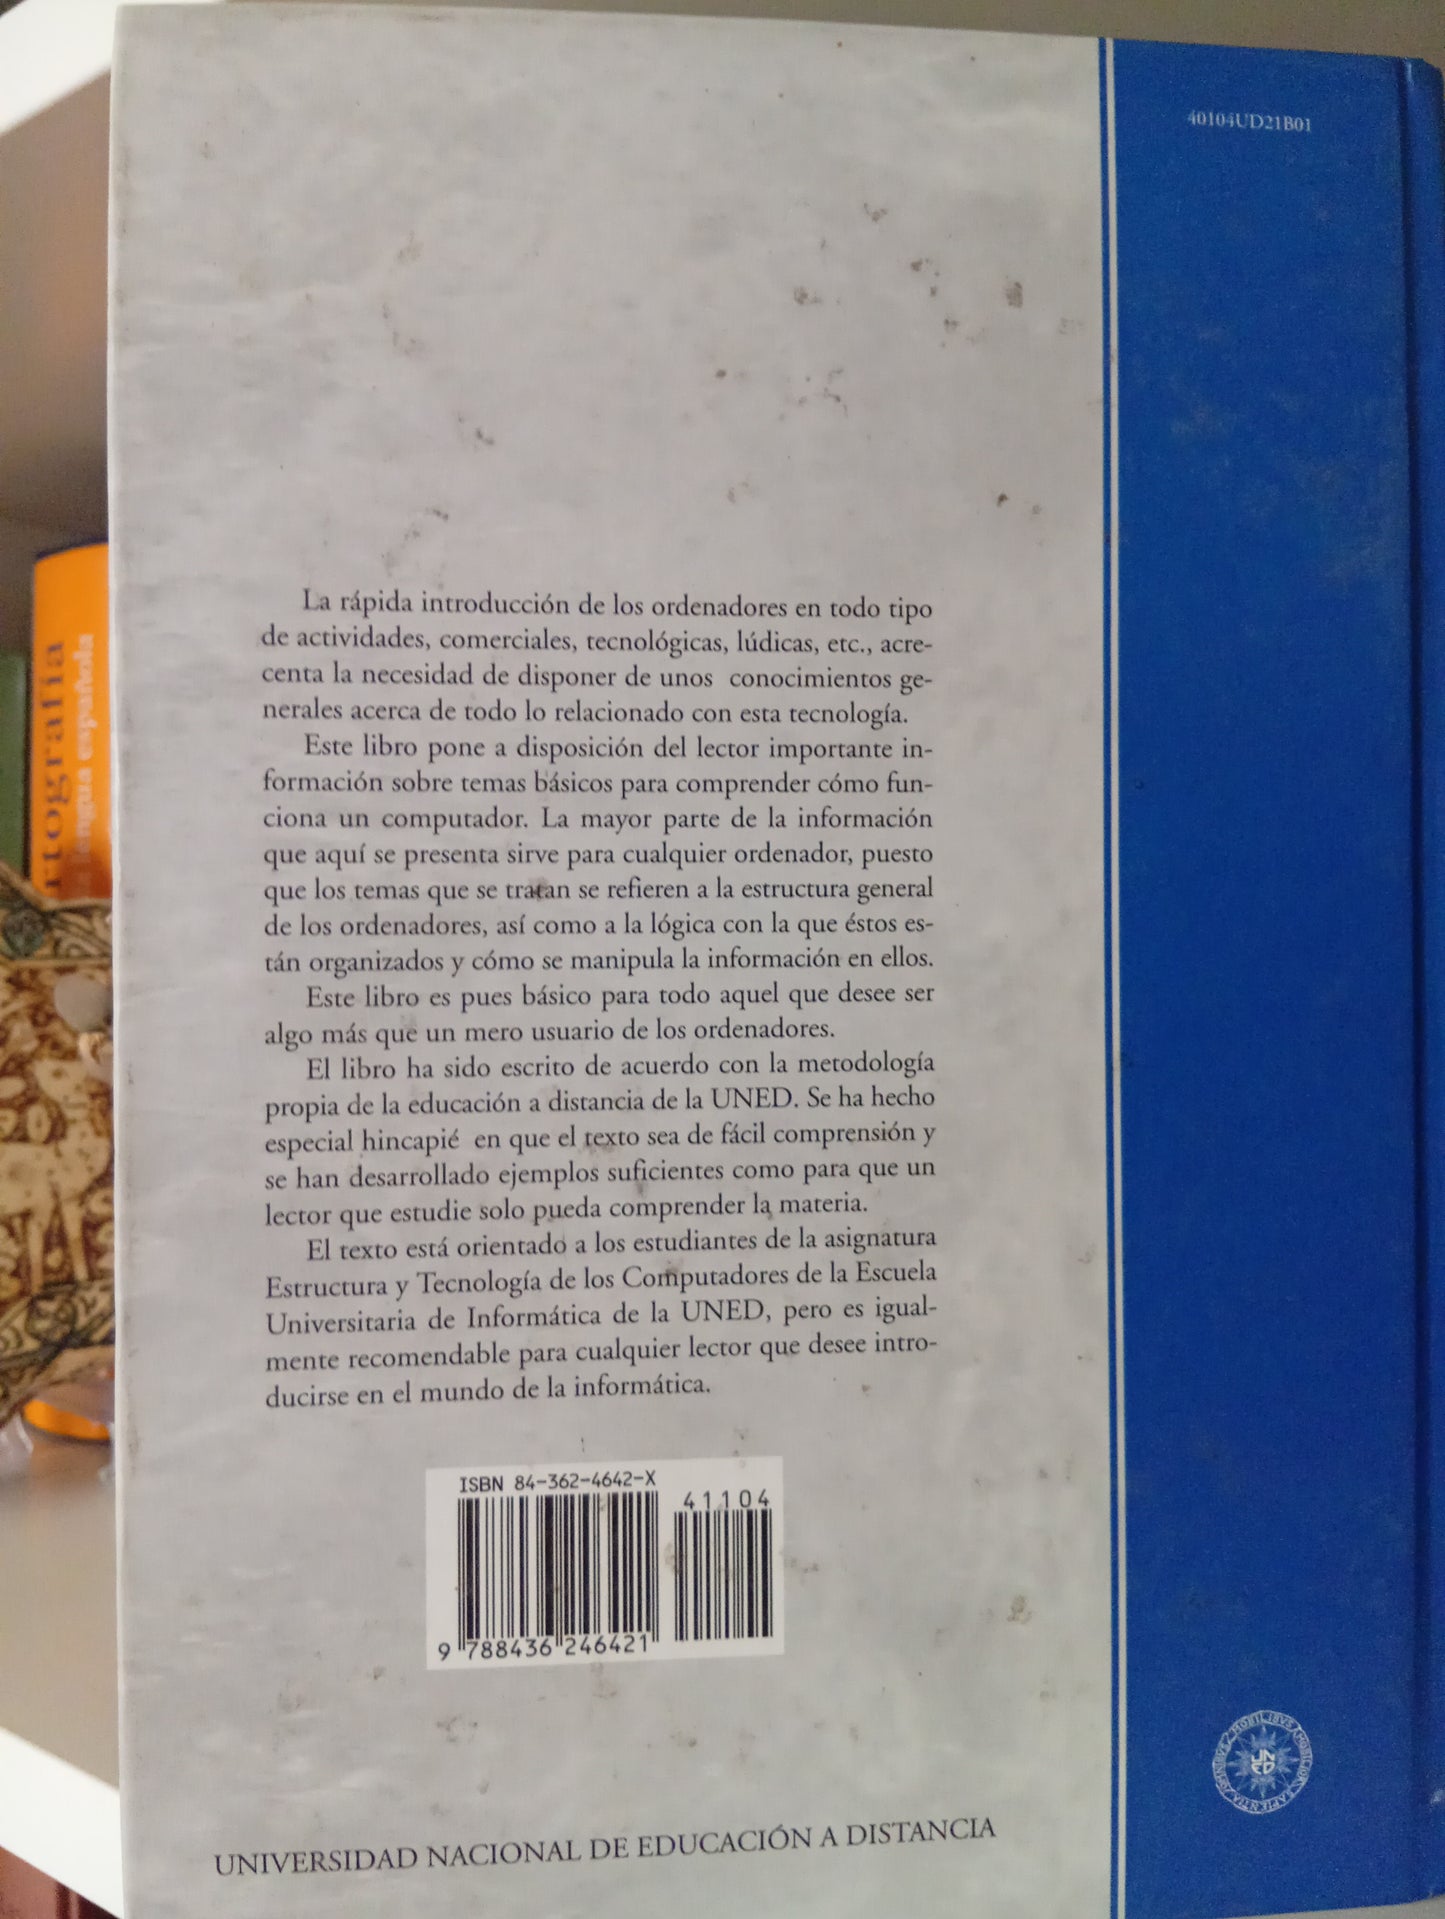 40104UD21B01
La rápida introducción de los ordenadores en todo tipo
de actividades, comerciales, tecnológicas, lúdicas, etc., acre-
centa la necesidad de disponer de unos conocimientos ge-
nerales acerca de todo lo relacionado con esta tecnología.
Este libro pone a disposición del lector importante in-
formación sobre temas básicos para comprender cómo fun-
ciona un computador. La mayor parte de la información
que aquí se presenta sirve para cualquier ordenador, puesto
que los temas que se tratan se refieren a la estructura general
de los ordenadores, así como a la lógica con la que éstos es-
tán organizados y cómo se manipula la información en ellos.
Este libro es pues básico para todo aquel que desee ser
algo más que un mero usuario de los ordenadores.
El libro ha sido escrito de acuerdo con la metodología
propia de la educación a distancia de la UNED. Se ha hecho
especial hincapié en que el texto sea de fácil comprensión y
se han desarrollado ejemplos suficientes como para que un
lector que estudie solo pueda comprender la materia.
El texto está orientado a los estudiantes de la asignatura
Estructura y Tecnología de los Computadores de la Escuela
Universitaria de Informática de la UNED, pero es igual-
mente recomendable para cualquier lector que desee intro-
ducirse en el mundo de la informática.
ISBN 84-362-4642-X
41104
9 788436 246421
UNIVERSIDAD NACIONAL DE EDUCACIÓN A DISTANCIA
OMNIBVS MOBILIBVS MOBILIOR SAPIENTIA
UNED
rtografía
lengua española